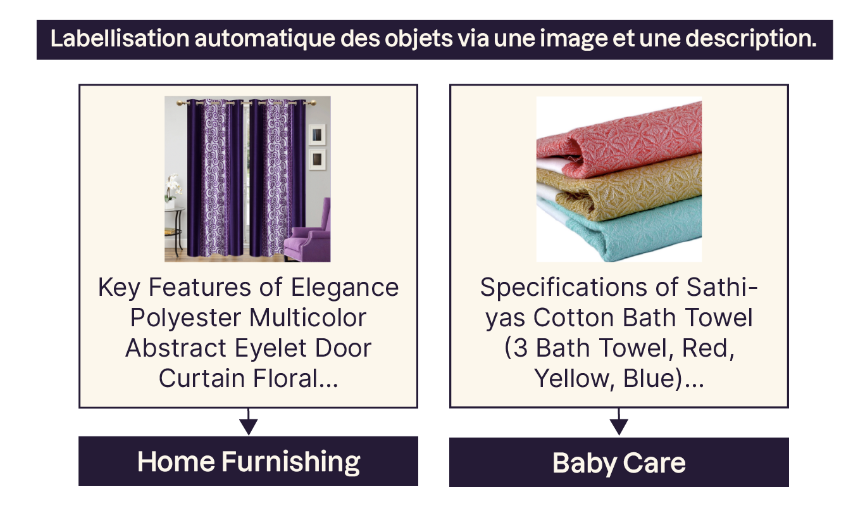 Labellisation automatique des objets via une image et une description.
Key Features of Elegance
Polyester Multicolor
Abstract Eyelet Door
Curtain Floral...
Home Furnishing
Specifications of Sathi-
yas Cotton Bath Towel
(3 Bath Towel, Red,
Yellow, Blue)...
Baby Care